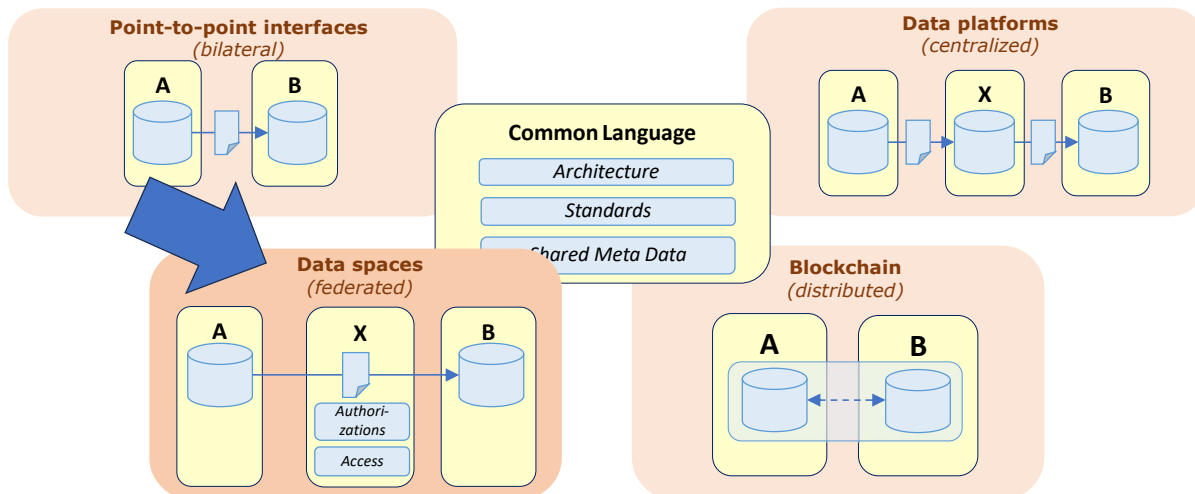 Point-to-point interfaces
(bilateral)
A
B
Data platforms
(centralized)
A
X
B
Common Language
Architecture
Standards
Shared Meta Data
Data spaces
(federated)
A
X
B
Authori-
zations
Access
Blockchain
(distributed)
A
B